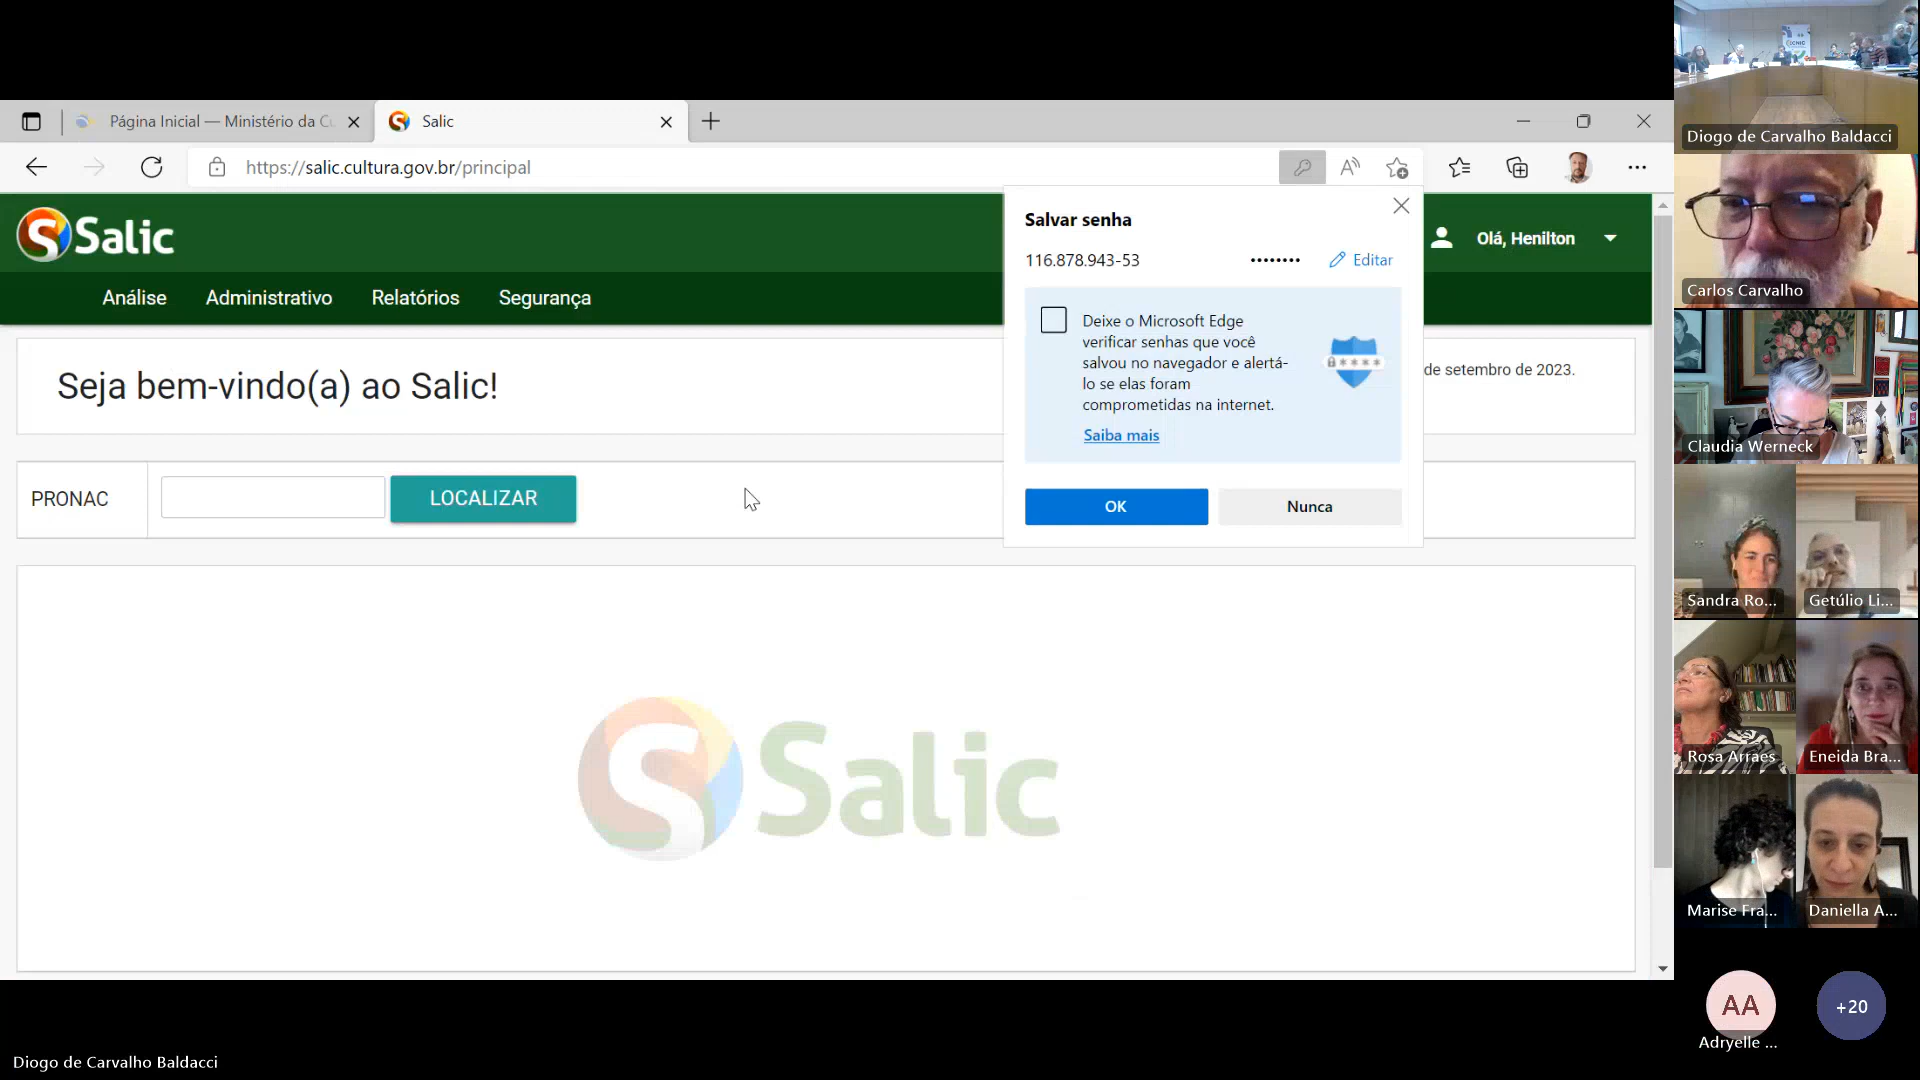 Página Inicial — Ministério da Cu
Salic
https://salic.cultura.gov.br/principal
Salic
Olá, Henilton
Análise
Administrativo
Relatórios
Segurança
Seja bem-vindo(a) ao Salic!
de setembro de 2023.
Salvar senha
116.878.943-53
••••••••
Editar
Deixe o Microsoft Edge
verificar senhas que você
salvou no navegador e alertá-
lo se elas foram
comprometidas na internet.
Saiba mais
OK
Nunca
PRONAC
LOCALIZAR
Salic
Diogo de Carvalho Baldacci
Diogo de Carvalho Baldacci
Carlos Carvalho
Claudia Werneck
Sandra Ro...
Getúlio Li...
Rosa Arraes
Eneida Bra...
Marise Fra...
Daniella A...
AA
Adryelle ...
+20